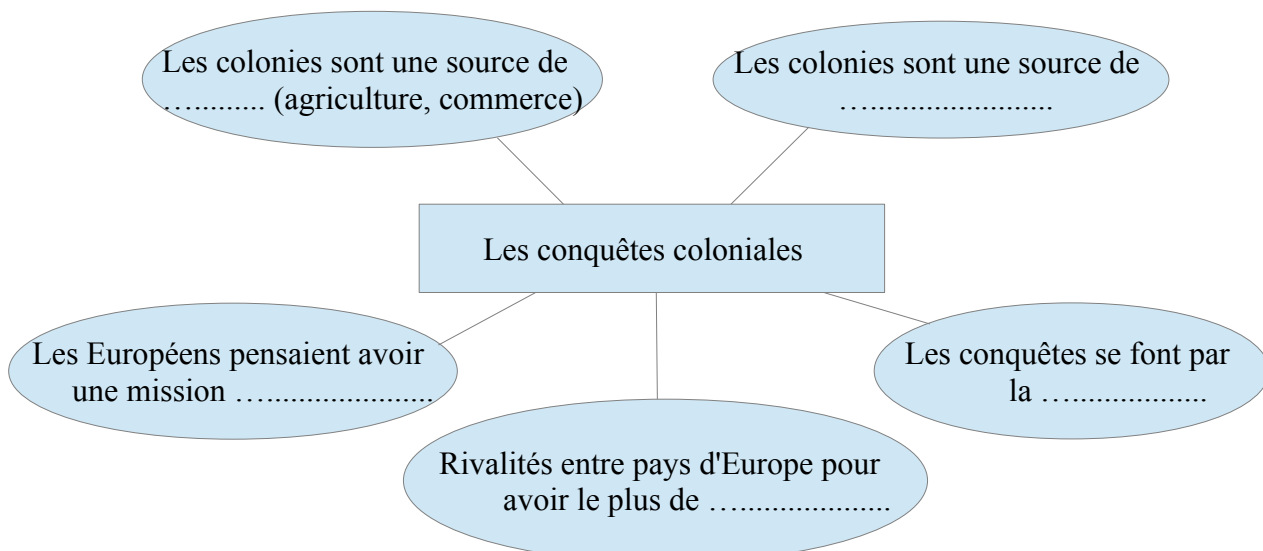 Les colonies sont une source de
…......... (agriculture, commerce)
Les colonies sont une source de
…........................
Les conquêtes coloniales
Les Européens pensaient avoir
une mission ….....................
Les conquêtes se font par
la ….................
Rivalités entre pays d'Europe pour
avoir le plus de ….....................